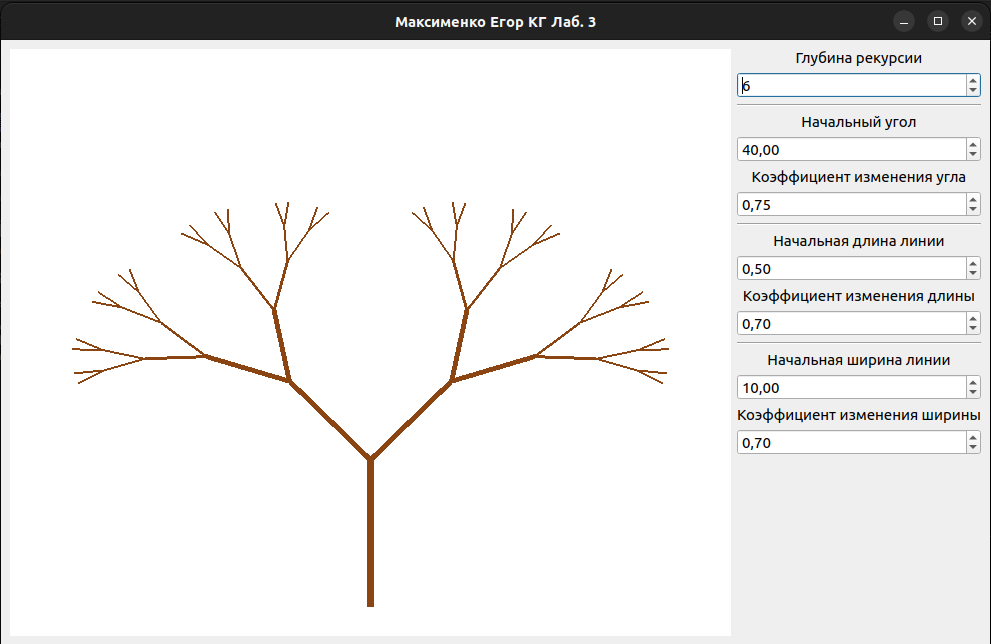 Максименко Егор КГ Лаб. 3
Глубина рекурсии
6
Начальный угол
40,00
Коэффициент изменения угла
0,75
Начальная длина линии
0,50
Коэффициент изменения длины
0,70
Начальная ширина линии
10,00
Коэффициент изменения ширины
0,70